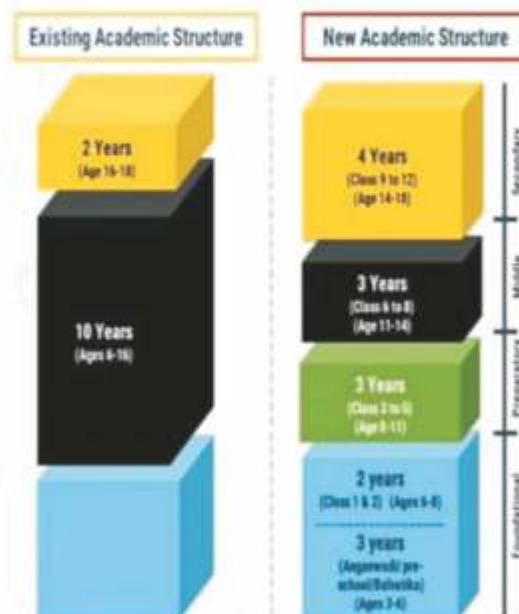 Existing Academic Structure
New Academic Structure
2 Years
(Age 16-18)
10 Years
(Ages 6-16)
4 Years
(Class 9 to 12)
(Age 14-18)
3 Years
(Class 6 to 8)
(Age 11-14)
3 Years
(Class 3 to 5)
(Age 8-11)
2 years
(Class 1 & 2) (Ages 6-8)
3 years
(Anganwadi/ pre-
school/Balvatika)
(Ages 3-6)
Secondary
Middle
Preparatory
Foundational